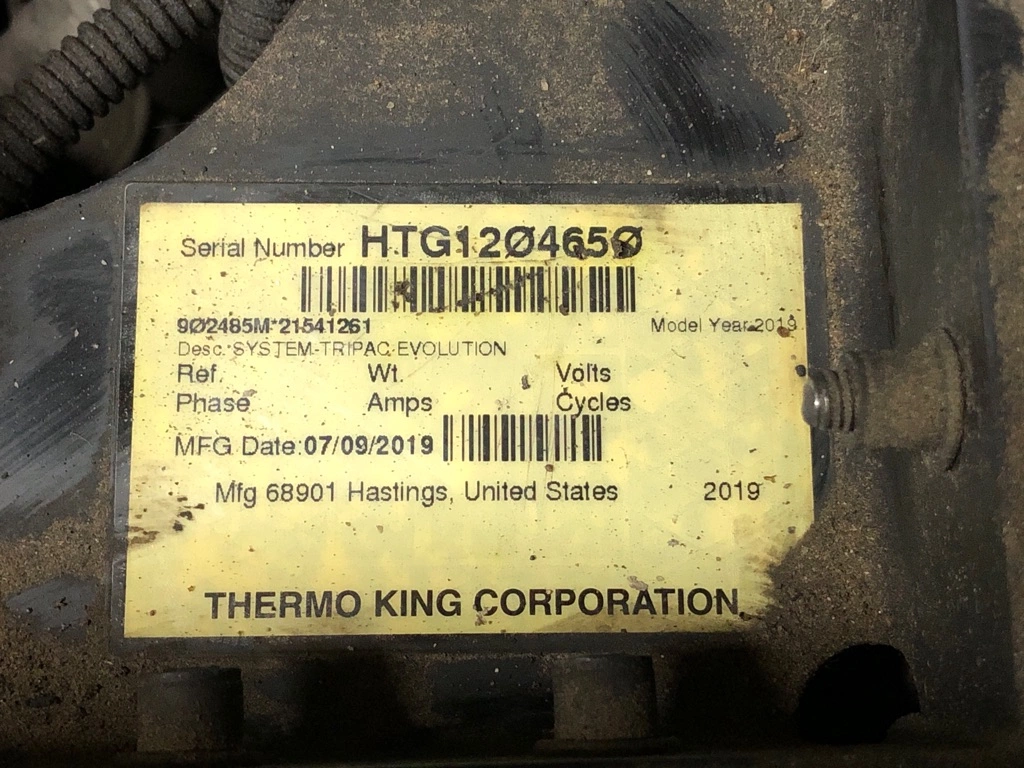 Serial Number HTG12Ø465Ø
9Ø2485M*21541261 Model Year 2019
Desc.*SYSTEM-TRIPAC EVOLUTION
Ref. Wt. Volts
Phase Amps Cycles
MFG Date:07/09/2019
Mfg 68901 Hastings, United States 2019
THERMO KING CORPORATION